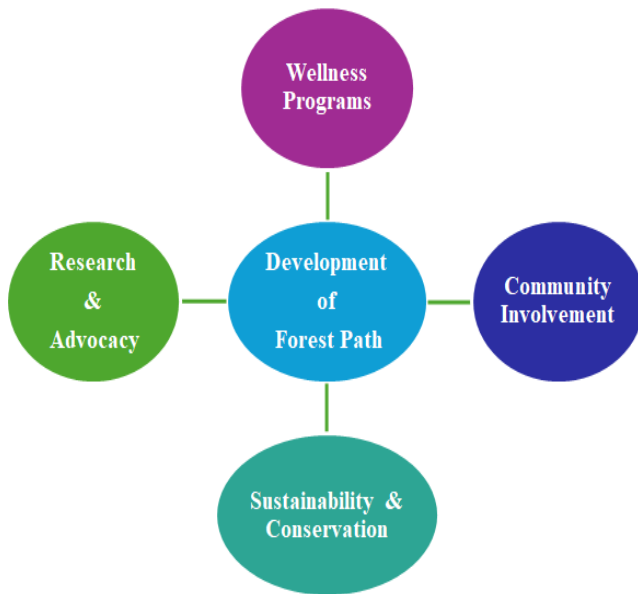 Wellness
Programs
Research
&
Advocacy
Development
of
Forest Path
Community
Involvement
Sustainability &
Conservation